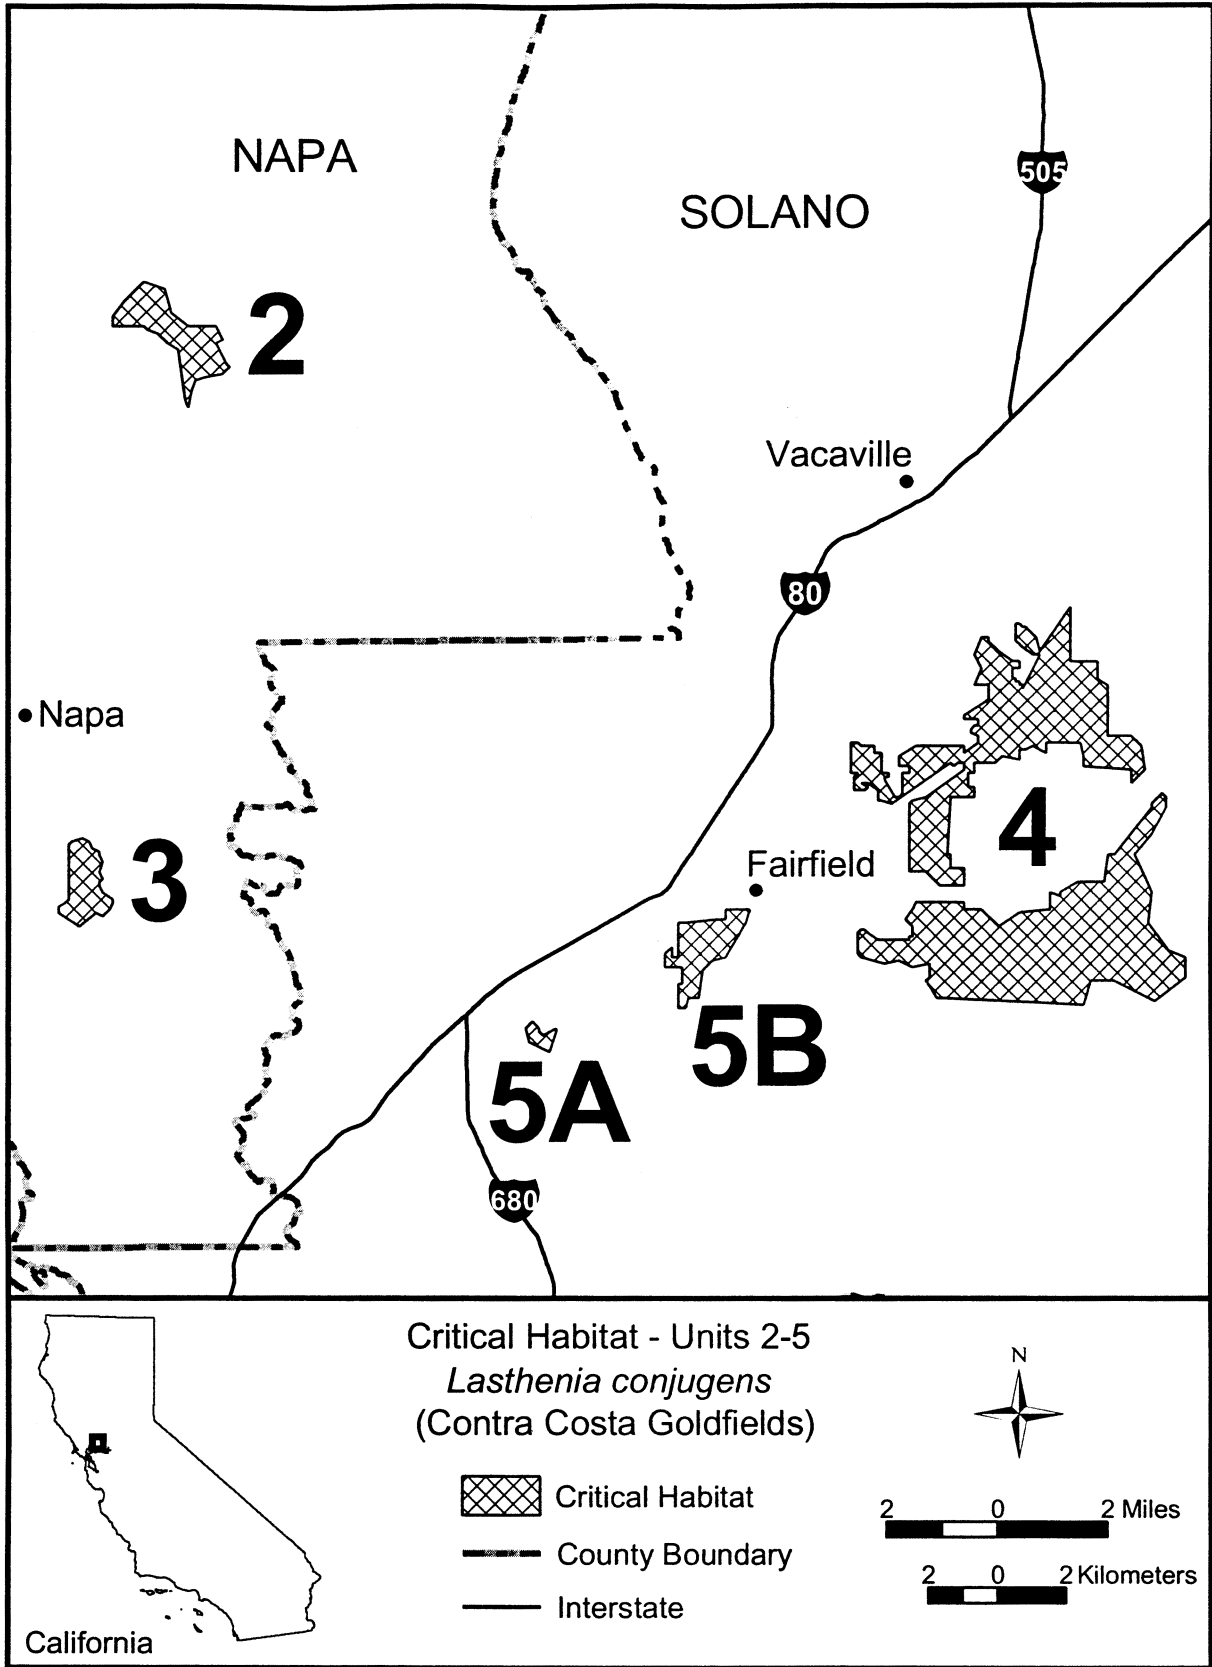 NAPA
SOLANO
505
2
Vacaville
80
Napa
4
3
Fairfield
5B
5A
680
Critical Habitat - Units 2-5
Lasthenia conjugens
(Contra Costa Goldfields)
Critical Habitat
County Boundary
Interstate
N
2 0 2 Miles
2 0 2 Kilometers
California